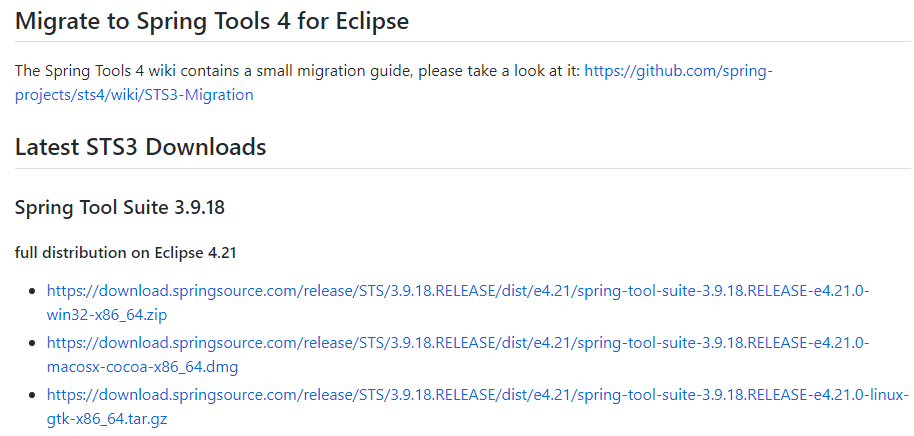 Migrate to Spring Tools 4 for Eclipse
The Spring Tools 4 wiki contains a small migration guide, please take a look at it: https://github.com/spring-
projects/sts4/wiki/STS3-Migration
Latest STS3 Downloads
Spring Tool Suite 3.9.18
full distribution on Eclipse 4.21
https://download.springsource.com/release/STS/3.9.18.RELEASE/dist/e4.21/spring-tool-suite-3.9.18.RELEASE-e4.21.0-
win32-x86_64.zip
https://download.springsource.com/release/STS/3.9.18.RELEASE/dist/e4.21/spring-tool-suite-3.9.18.RELEASE-e4.21.0-
macosx-cocoa-x86_64.dmg
https://download.springsource.com/release/STS/3.9.18.RELEASE/dist/e4.21/spring-tool-suite-3.9.18.RELEASE-e4.21.0-linux-
gtk-x86_64.tar.gz